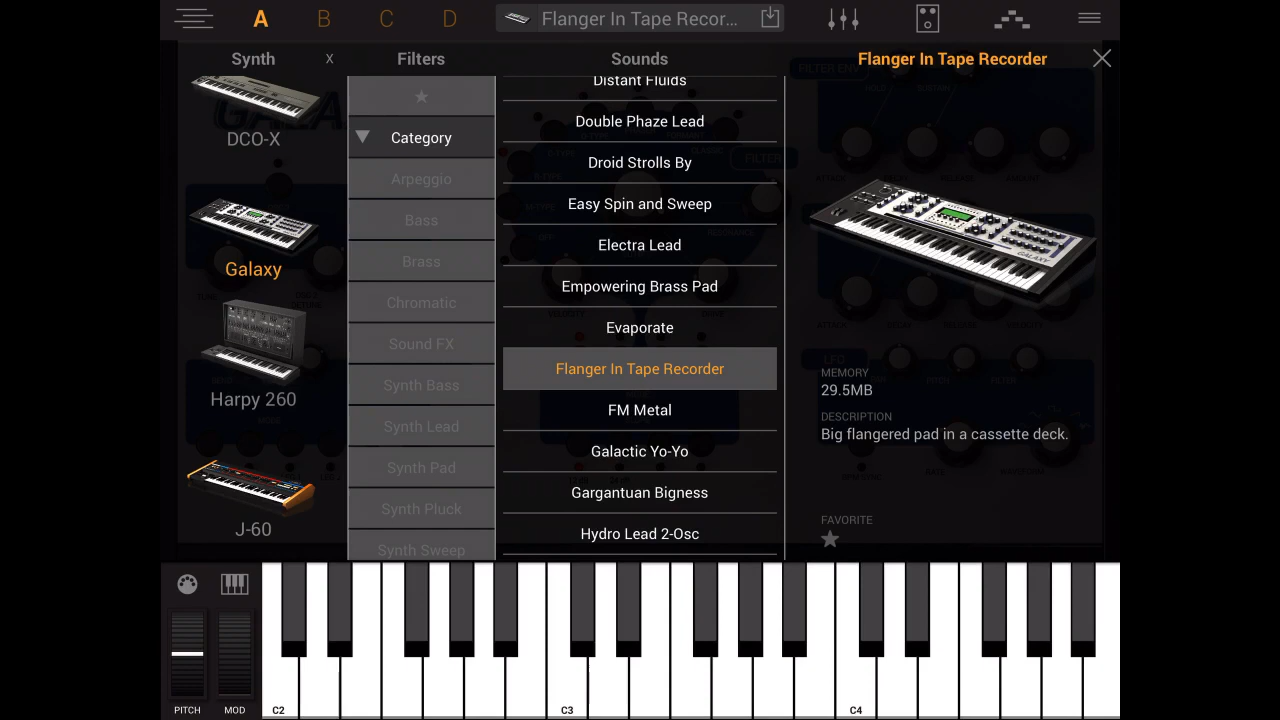 A
B
C
D
Flanger In Tape Recor...
Synth
x
DCO-X
Galaxy
Harpy 260
J-60
Filters
Category
Arpeggio
Bass
Brass
Chromatic
Sound FX
Synth Bass
Synth Lead
Synth Pad
Synth Pluck
Synth Sweep
Sounds
Distant Fluids
Double Phaze Lead
Droid Strolls By
Easy Spin and Sweep
Electra Lead
Empowering Brass Pad
Evaporate
Flanger In Tape Recorder
FM Metal
Galactic Yo-Yo
Gargantuan Bigness
Hydro Lead 2-Osc
Flanger In Tape Recorder
GALAXY
MEMORY
29.5MB
DESCRIPTION
Big flangered pad in a cassette deck.
FAVORITE
PITCH
MOD
C2
C3
C4